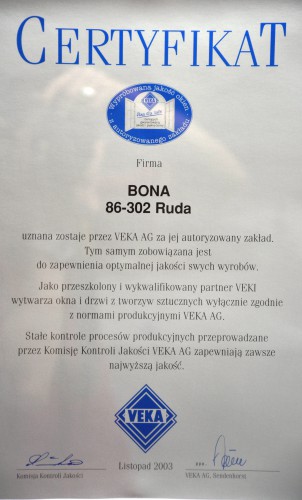 CERTYFIKAT
Wypróbowana jakość okien
z autoryzowanego zakładu
Firma
BONA
86-302 Ruda
uznana zostaje przez VEKA AG za jej autoryzowany zakład.
Tym samym zobowiązana jest
do zapewnienia optymalnej jakości swych wyrobów.
Jako przeszkolony i wykwalifikowany partner VEKI
wytwarza okna i drzwi z tworzyw sztucznych wyłącznie zgodnie
z normami produkcyjnymi VEKA AG.
Stałe kontrole procesów produkcyjnych przeprowadzane
przez Komisję Kontroli Jakości VEKA AG zapewniają zawsze
najwyższą jakość.
VEKA
ppa.
Komisja Kontroli Jakości
Listopad 2003
VEKA AG, Sendenhorst